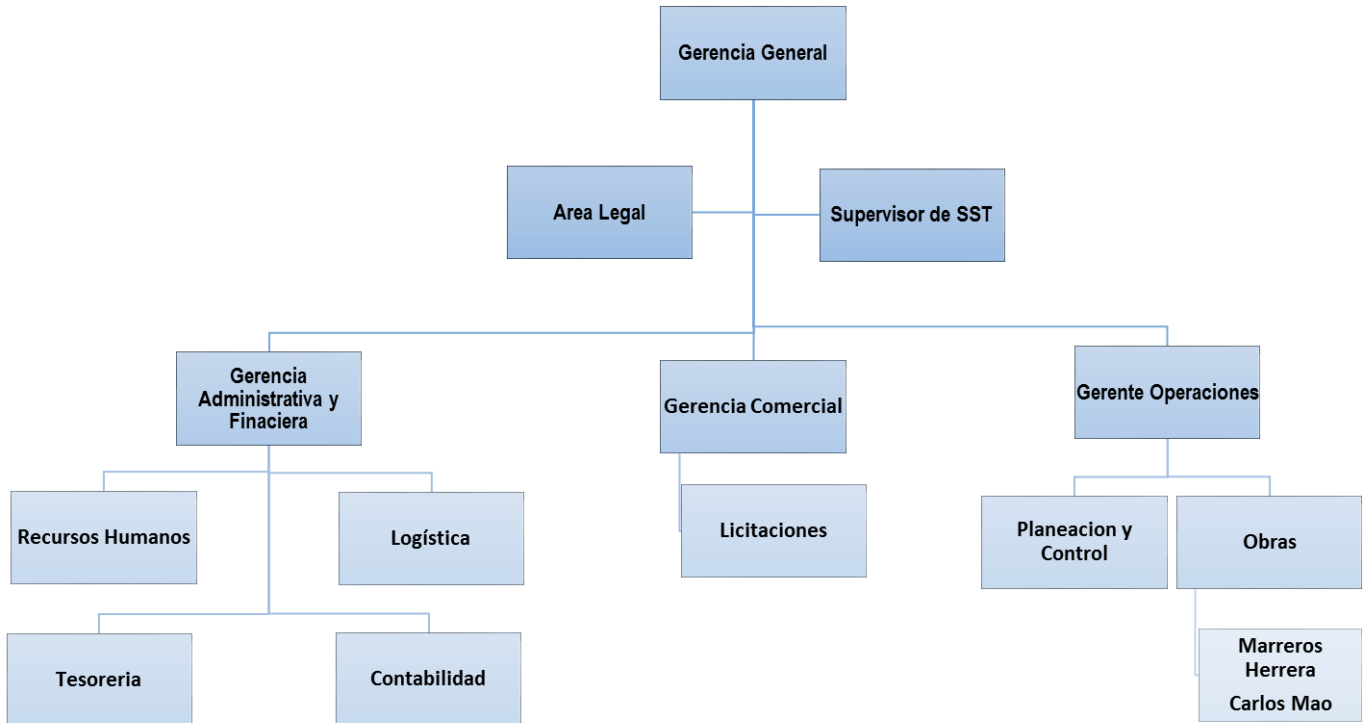 Gerencia General
Area Legal
Supervisor de SST
Gerencia
Administrativa y
Finaciera
Gerencia Comercial
Gerente Operaciones
Recursos Humanos
Logística
Licitaciones
Planeacion y
Control
Obras
Tesoreria
Contabilidad
Marreros
Herrera
Carlos Mao